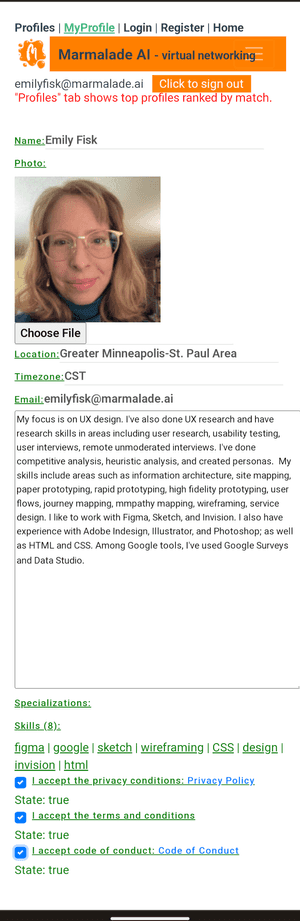 Profiles | MyProfile | Login | Register | Home
Marmalade AI - virtual networking
emilyfisk@marmalade.ai Click to sign out
"Profiles" tab shows top profiles ranked by match.
Name:Emily Fisk
Photo:
Choose File
Location:Greater Minneapolis-St. Paul Area
Timezone:CST
Email:emilyfisk@marmalade.ai
My focus is on UX design. I've also done UX research and have
research skills in areas including user research, usability testing,
user interviews, remote unmoderated interviews. I've done
competitive analysis, heuristic analysis, and created personas. My
skills include areas such as information architecture, site mapping,
paper prototyping, rapid prototyping, high fidelity prototyping, user
flows, journey mapping, mmpathy mapping, wireframing, service
design. I like to work with Figma, Sketch, and Invision. I also have
experience with Adobe Indesign, Illustrator, and Photoshop; as well
as HTML and CSS. Among Google tools, I've used Google Surveys
and Data Studio.
Specializations:
Skills (8):
figma | google | sketch | wireframing | CSS | design |
invision | html
I accept the privacy conditions: Privacy Policy
State: true
I accept the terms and conditions
State: true
I accept code of conduct: Code of Conduct
State: true